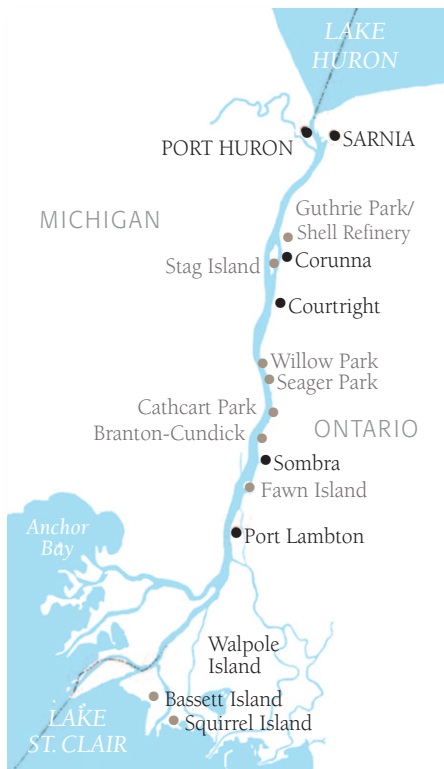 LAKE
HURON
PORT HURON
SARNIA
MICHIGAN
Guthrie Park/
Shell Refinery
Stag Island
Corunna
Courtright
Willow Park
Seager Park
Cathcart Park
Branton-Cundick
ONTARIO
Sombra
Fawn Island
Anchor
Bay
Port Lambton
Walpole
Island
Bassett Island
LAKE
ST. CLAIR
Squirrel Island